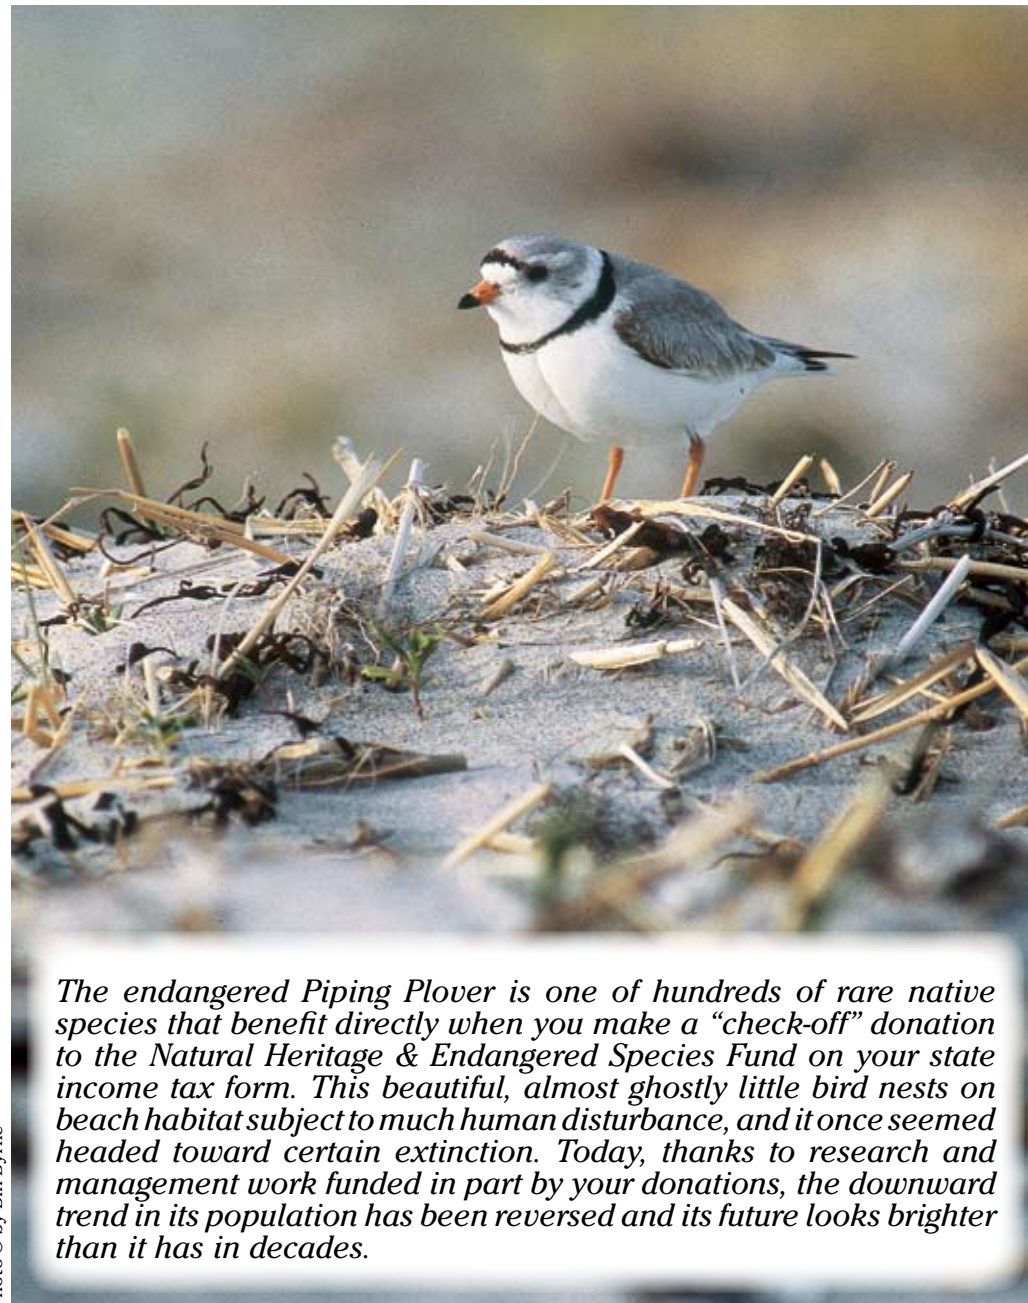 The endangered Piping Plover is one of hundreds of rare native
species that benefit directly when you make a “check-off” donation
to the Natural Heritage & Endangered Species Fund on your state
income tax form. This beautiful, almost ghostly little bird nests on
beach habitat subject to much human disturbance, and it once seemed
headed toward certain extinction. Today, thanks to research and
management work funded in part by your donations, the downward
trend in its population has been reversed and its future looks brighter
than it has in decades.